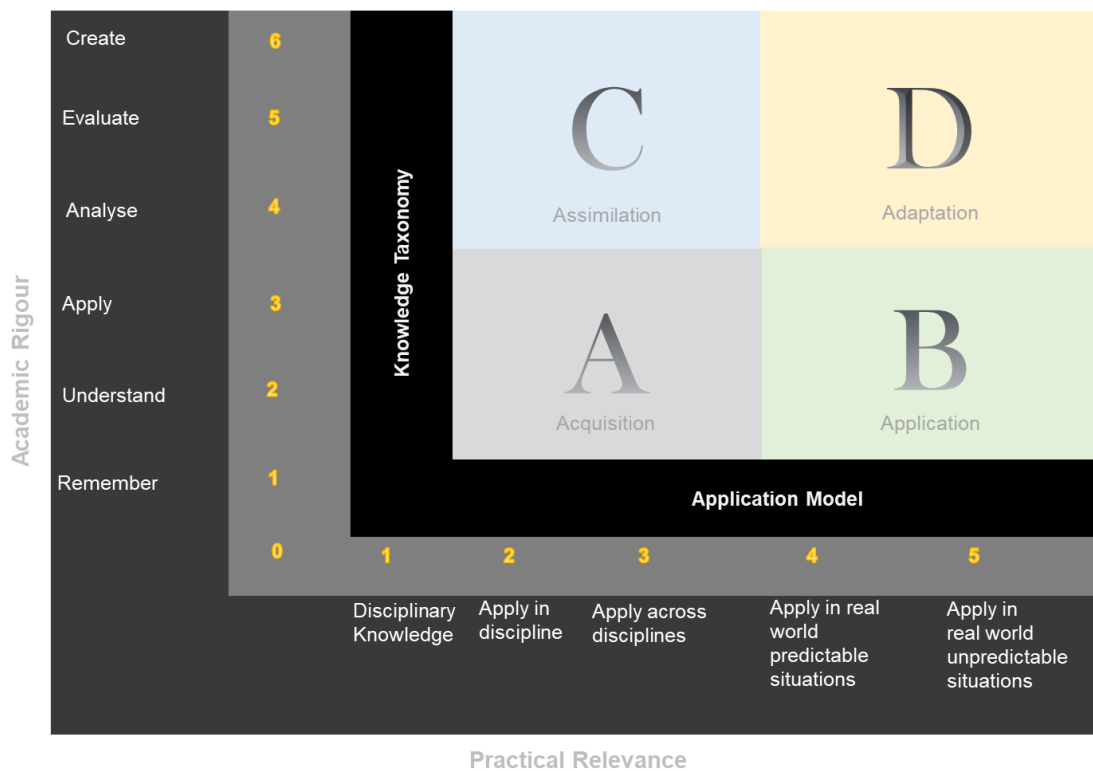 Create
6
Evaluate
5
Analyse
4
Apply
3
Understand
2
Remember
1
0
Academic Rigour
Knowledge Taxonomy
C
Assimilation
D
Adaptation
A
Acquisition
B
Application
Application Model
1
2
3
4
5
Disciplinary
Knowledge
Apply in
discipline
Apply across
disciplines
Apply in real
world
predictable
situations
Apply in
real world
unpredictable
situations
Practical Relevance